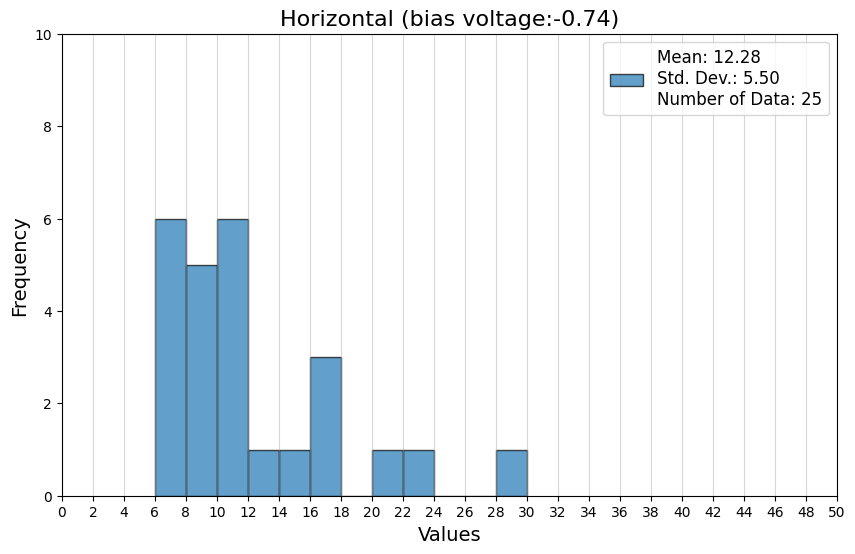 Horizontal (bias voltage:-0.74)
10
8
6
4
2
0
Frequency
Mean: 12.28
Std. Dev.: 5.50
Number of Data: 25
0 2 4 6 8 10 12 14 16 18 20 22 24 26 28 30 32 34 36 38 40 42 44 46 48 50
Values